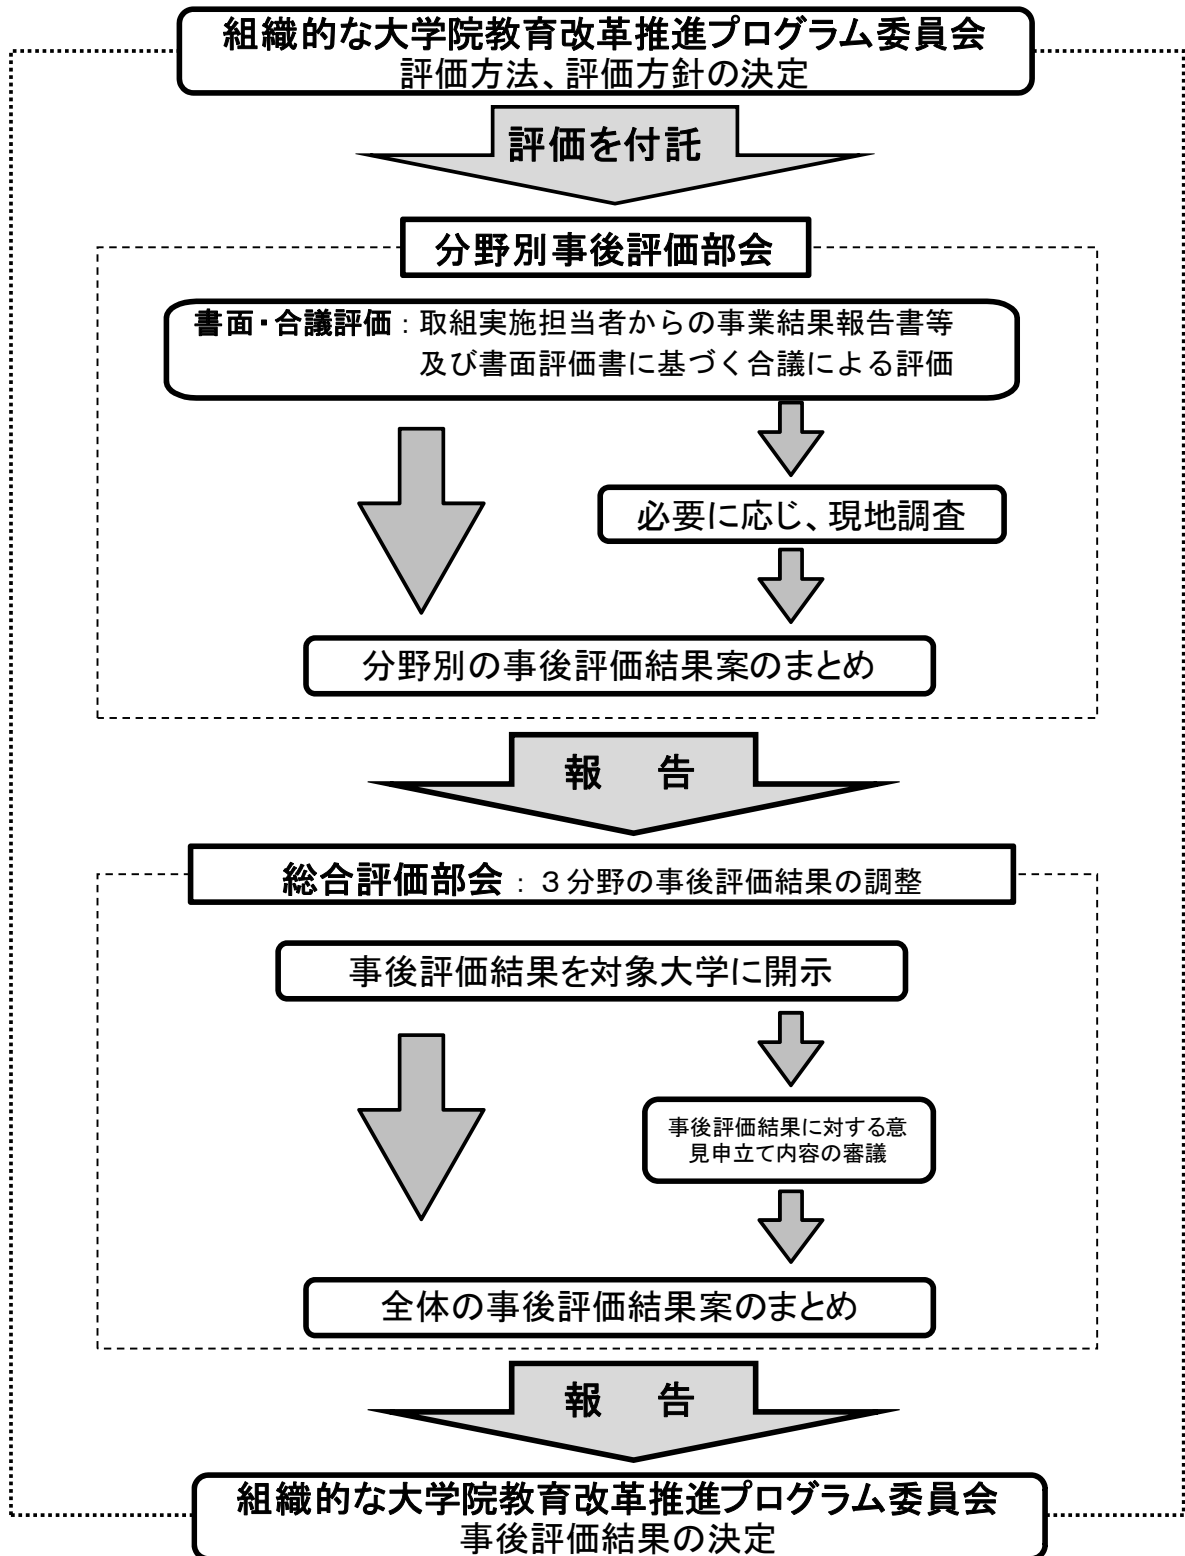 組織的な大学院教育改革推進プログラム委員会
評価方法、評価方針の決定
評価を付託
分野別事後評価部会
書面・合議評価：取組実施担当者からの事業結果報告書等
及び書面評価書に基づく合議による評価
必要に応じ、現地調査
分野別の事後評価結果案のまとめ
報　告
総合評価部会：３分野の事後評価結果の調整
事後評価結果を対象大学に開示
事後評価結果に対する意
見申立て内容の審議
全体の事後評価結果案のまとめ
報　告
組織的な大学院教育改革推進プログラム委員会
事後評価結果の決定